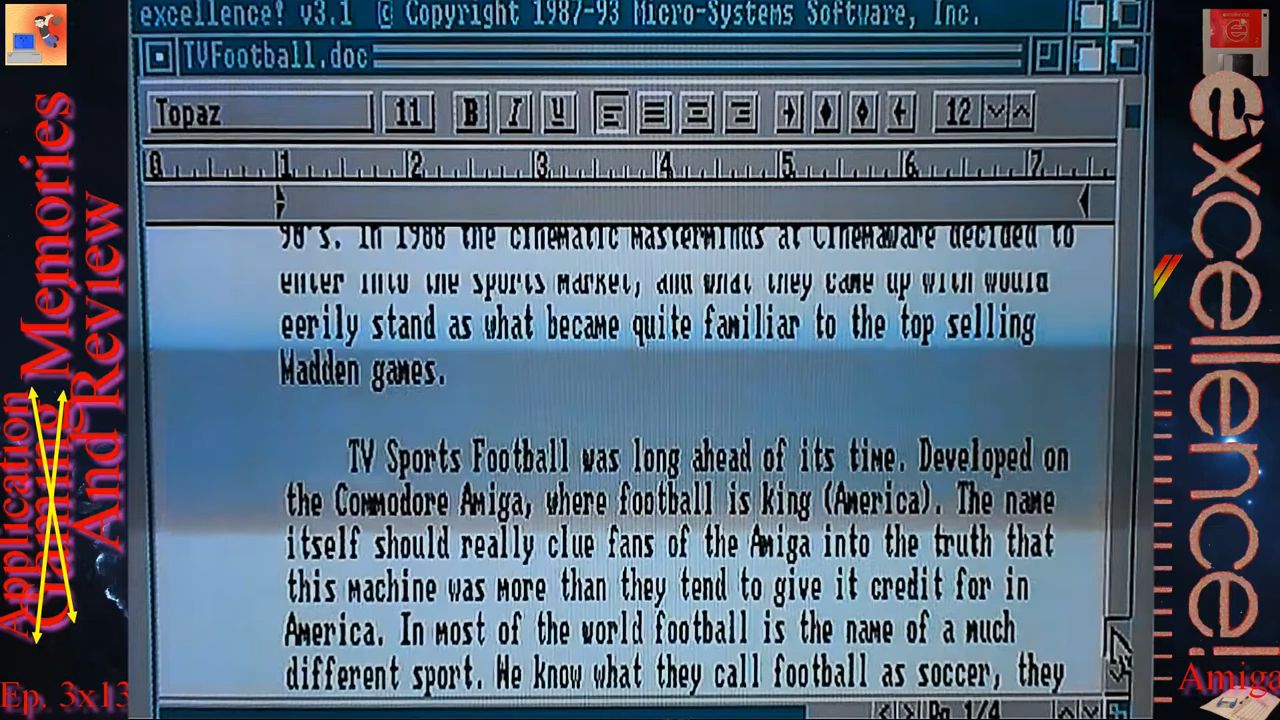 excellence! v3.1 © Copyright 1987-93 Micro-Systems Software, Inc.
TVFootball.doc
Topaz 11 B I U 12
0 1 2 3 4 5 6 7
90's. In 1988 the cinematic masterminds at Cinemaware decided to
enter into the sports market, and what they came up with would
eerily stand as what became quite familiar to the top selling
Madden games.
TV Sports Football was long ahead of its time. Developed on
the Commodore Amiga, where football is king (America). The name
itself should really clue fans of the Amiga into the truth that
this machine was more than they tend to give it credit for in
America. In most of the world football is the name of a much
different sport. We know what they call football as soccer, they
Pg 1/4
Application
Gaming Memories
And Review
Ep. 3x13
excellence!
Amiga